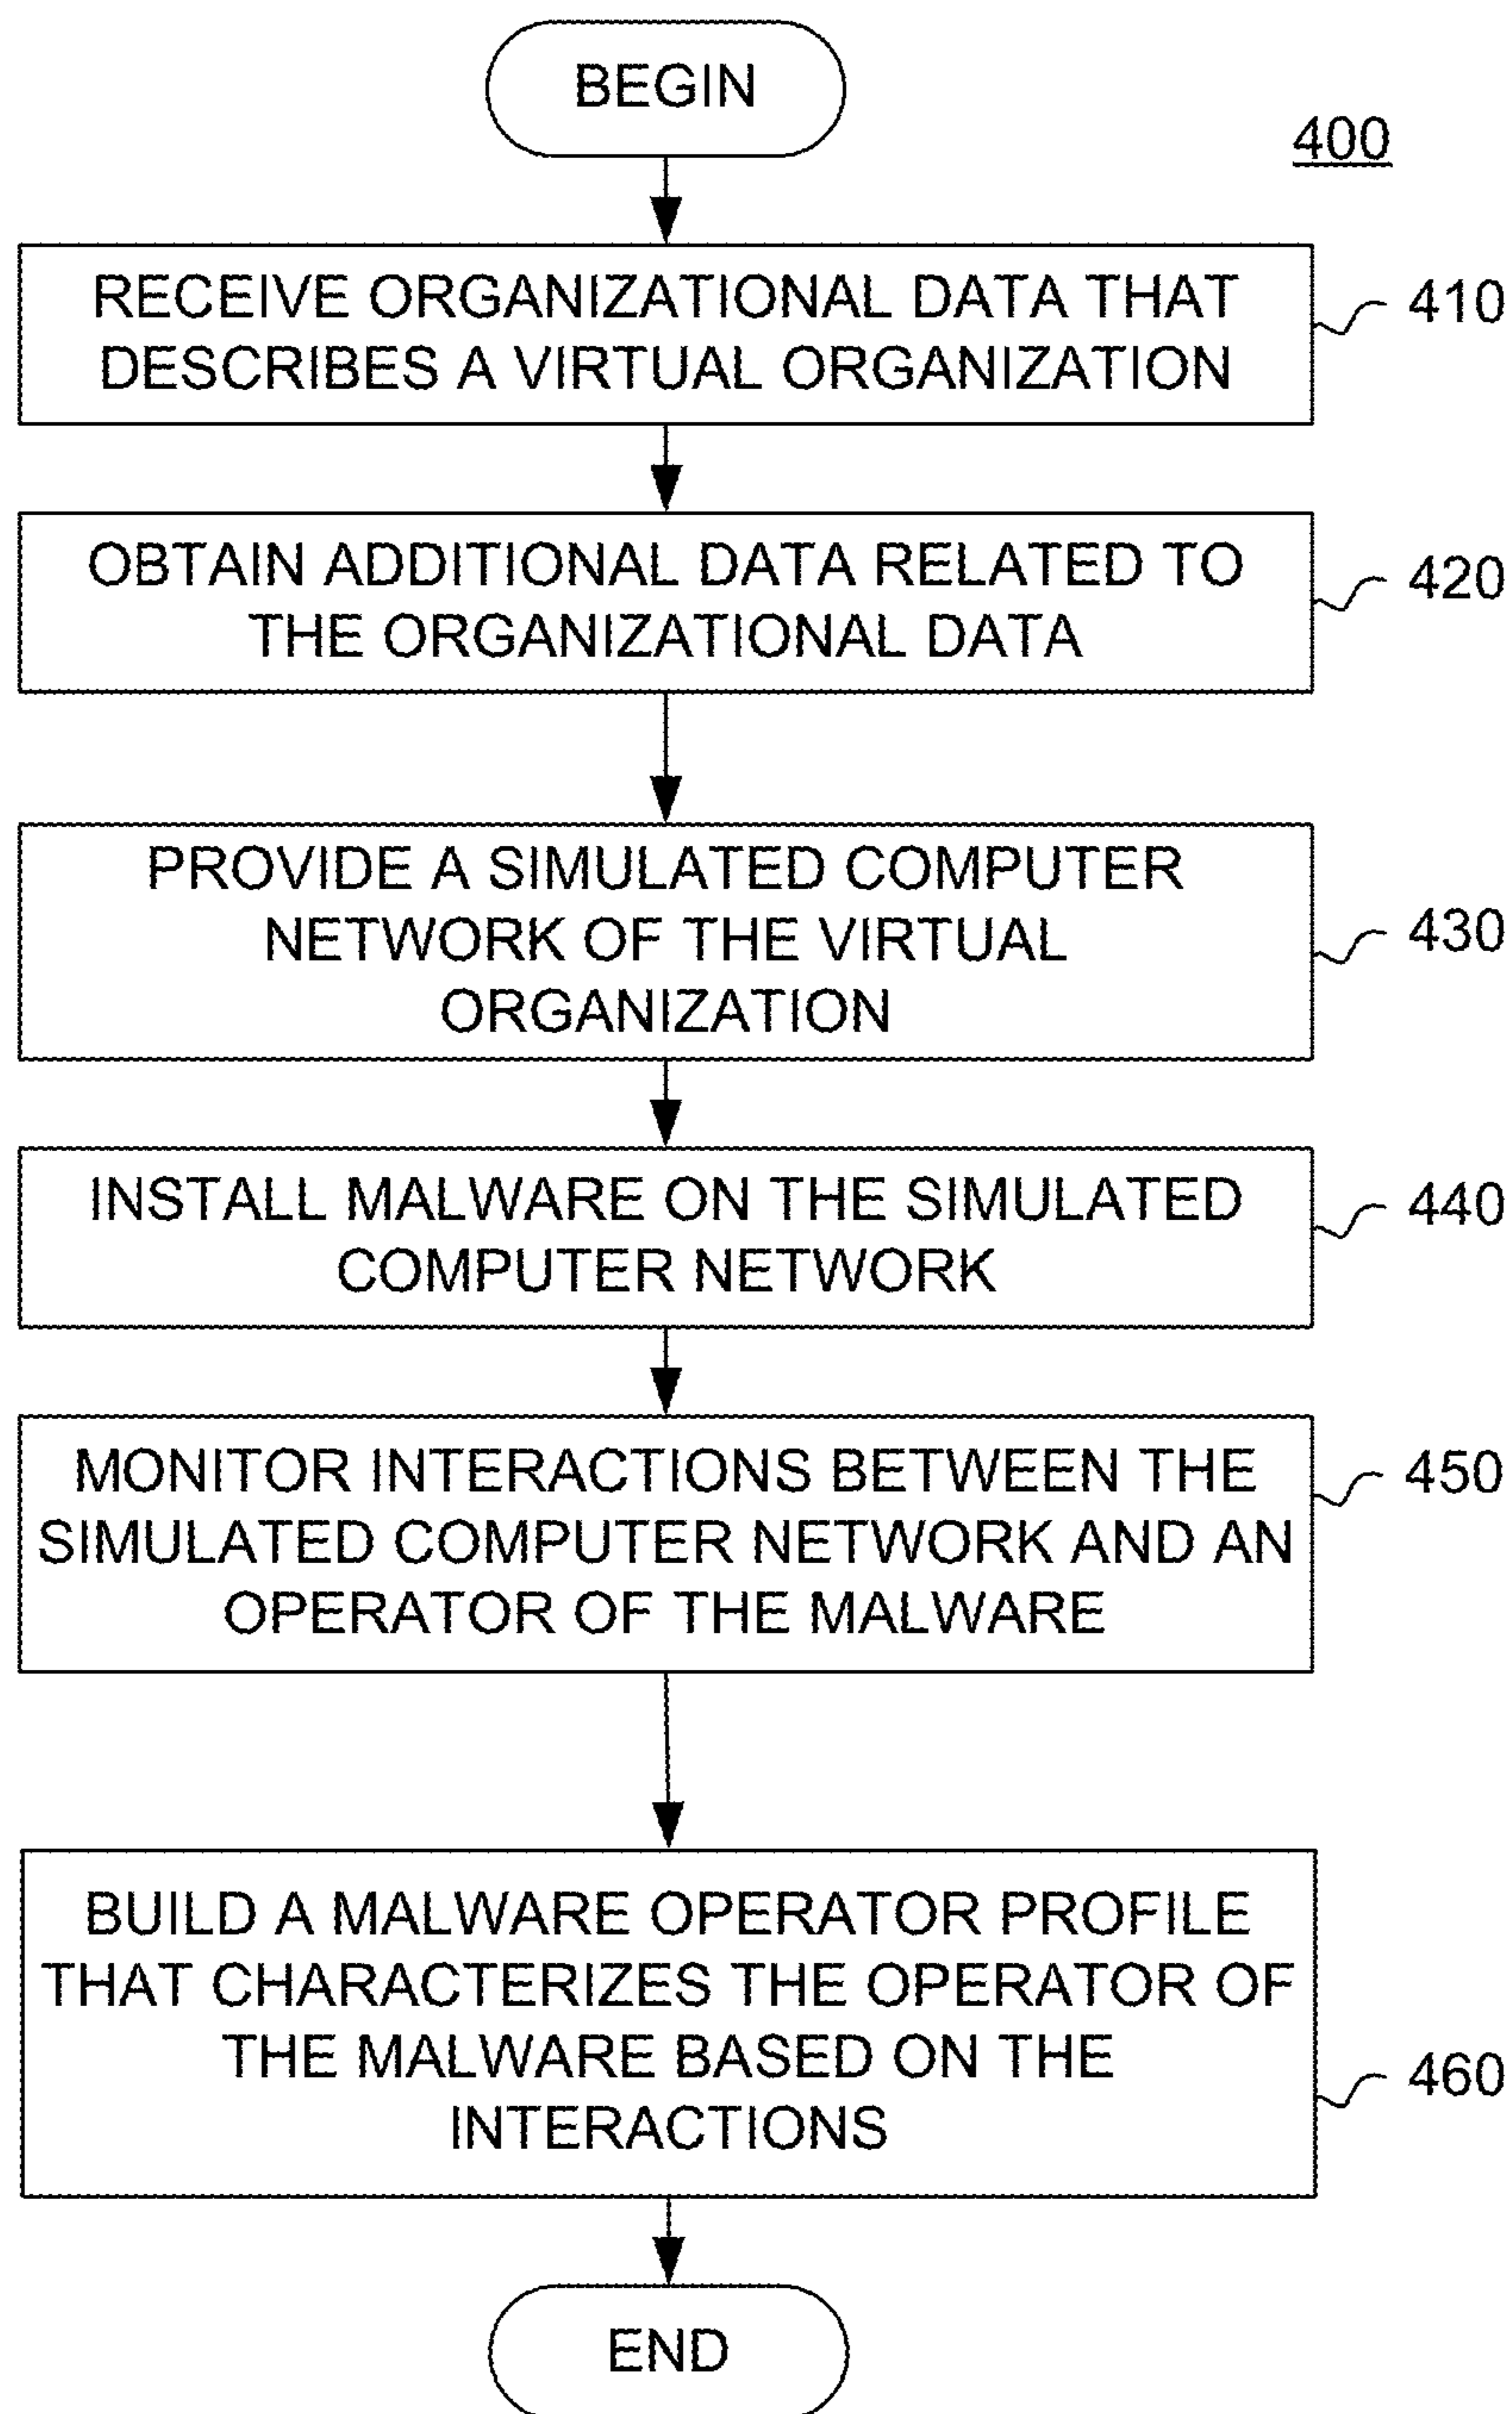 BEGIN
400
RECEIVE ORGANIZATIONAL DATA THAT
DESCRIBES A VIRTUAL ORGANIZATION
410
OBTAIN ADDITIONAL DATA RELATED TO
THE ORGANIZATIONAL DATA
420
PROVIDE A SIMULATED COMPUTER
NETWORK OF THE VIRTUAL
ORGANIZATION
430
INSTALL MALWARE ON THE SIMULATED
COMPUTER NETWORK
440
MONITOR INTERACTIONS BETWEEN THE
SIMULATED COMPUTER NETWORK AND AN
OPERATOR OF THE MALWARE
450
BUILD A MALWARE OPERATOR PROFILE
THAT CHARACTERIZES THE OPERATOR OF
THE MALWARE BASED ON THE
INTERACTIONS
460
END